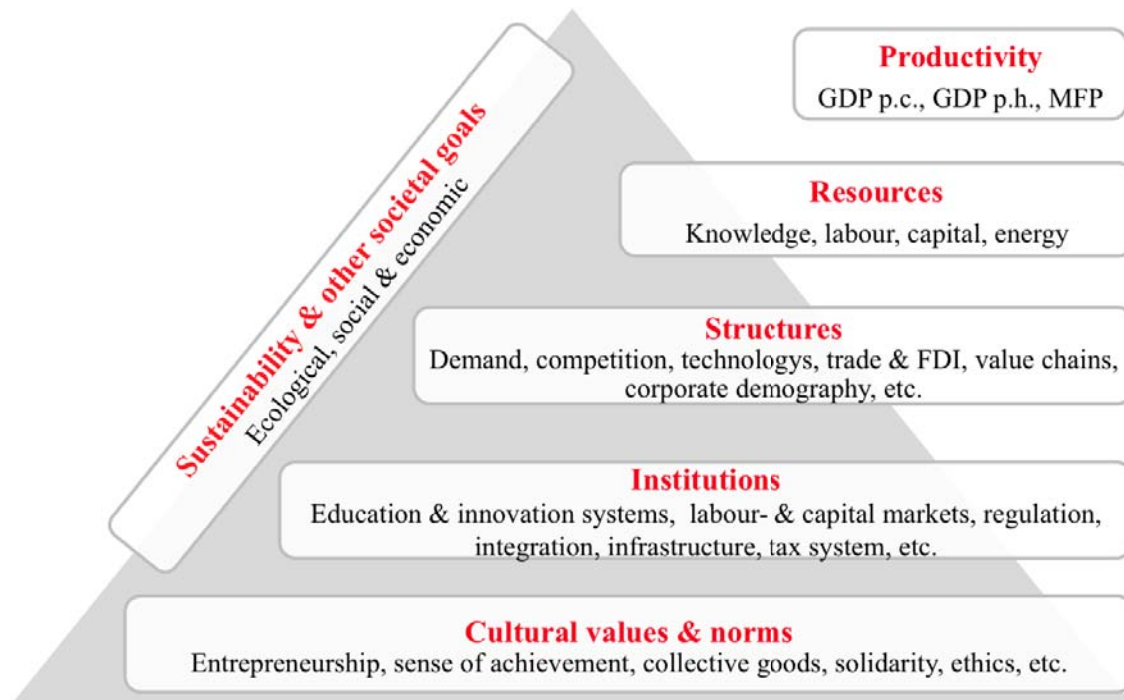 Productivity
GDP p.c., GDP p.h., MFP
Sustainability & other societal goals
Ecological, social & economic
Resources
Knowledge, labour, capital, energy
Structures
Demand, competition, technologys, trade & FDI, value chains,
corporate demography, etc.
Institutions
Education & innovation systems, labour- & capital markets, regulation,
integration, infrastructure, tax system, etc.
Cultural values & norms
Entrepreneurship, sense of achievement, collective goods, solidarity, ethics, etc.